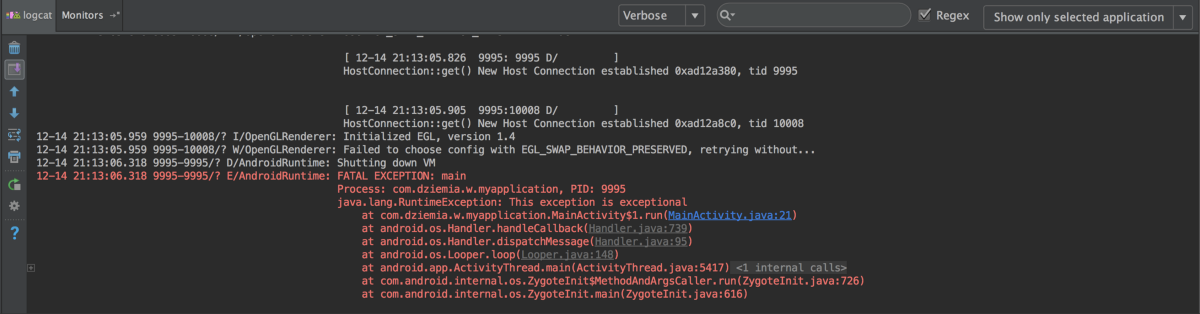 logcat Monitors →* Verbose Regex Show only selected application
[ 12-14 21:13:05.826 9995: 9995 D/ ]
HostConnection::get() New Host Connection established 0xad12a380, tid 9995
[ 12-14 21:13:05.905 9995:10008 D/ ]
HostConnection::get() New Host Connection established 0xad12a8c0, tid 10008
12-14 21:13:05.959 9995-10008/? I/OpenGLRenderer: Initialized EGL, version 1.4
12-14 21:13:05.959 9995-10008/? W/OpenGLRenderer: Failed to choose config with EGL_SWAP_BEHAVIOR_PRESERVED, retrying without...
12-14 21:13:06.318 9995-9995/? D/AndroidRuntime: Shutting down VM
12-14 21:13:06.318 9995-9995/? E/AndroidRuntime: FATAL EXCEPTION: main
Process: com.dziemia.w.myapplication, PID: 9995
java.lang.RuntimeException: This exception is exceptional
at com.dziemia.w.myapplication.MainActivity$1.run(MainActivity.java:21)
at android.os.Handler.handleCallback(Handler.java:739)
at android.os.Handler.dispatchMessage(Handler.java:95)
at android.os.Looper.loop(Looper.java:148)
at android.app.ActivityThread.main(ActivityThread.java:5417) <1 internal calls>
at com.android.internal.os.ZygoteInit$MethodAndArgsCaller.run(ZygoteInit.java:726)
at com.android.internal.os.ZygoteInit.main(ZygoteInit.java:616)